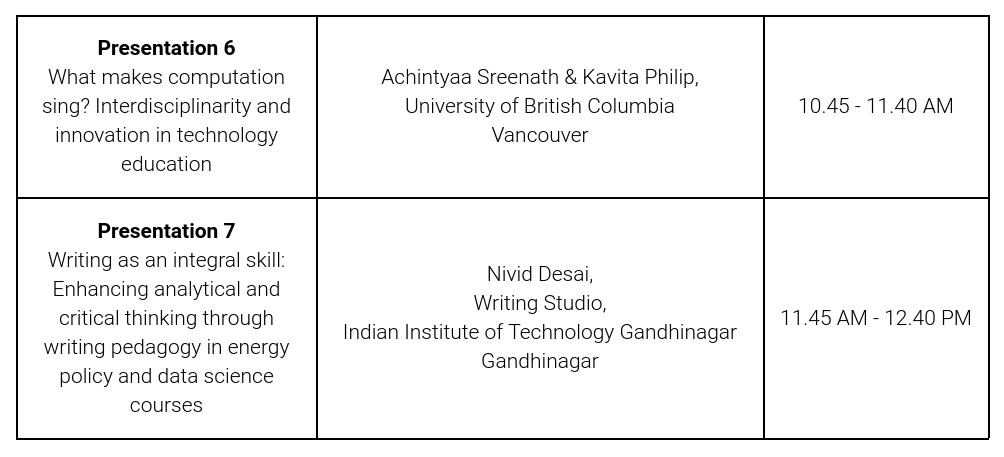 Presentation 6
What makes computation
sing? Interdisciplinarity and
innovation in technology
education
Achintyaa Sreenath & Kavita Philip,
University of British Columbia
Vancouver
10.45 - 11.40 AM
Presentation 7
Writing as an integral skill:
Enhancing analytical and
critical thinking through
writing pedagogy in energy
policy and data science
courses
Nivid Desai,
Writing Studio,
Indian Institute of Technology Gandhinagar
Gandhinagar
11.45 AM - 12.40 PM